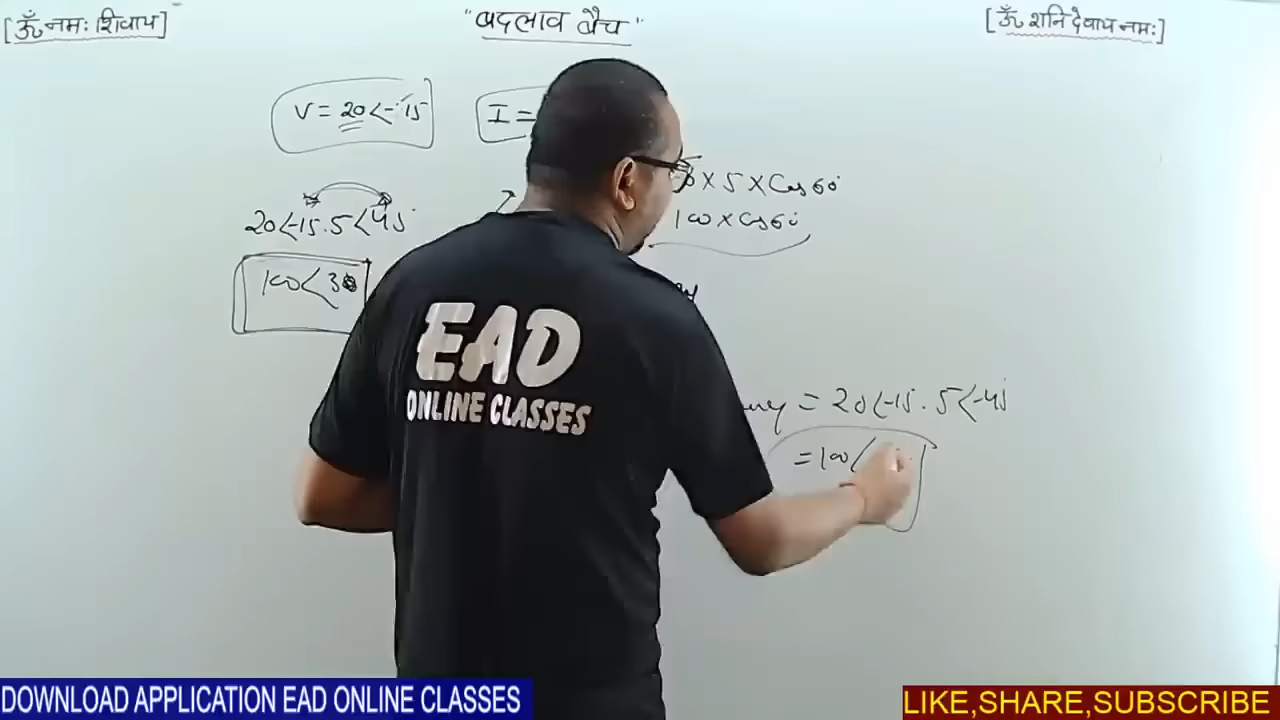 [ॐ नमः शिवाय]
"बदलाव बैच"
[ॐ शनि देवाय नमः]
V = 20<-15
I =
× 5 × Cos 60°
100 × Cos 60°
20<-15 . 5<45
100<30
= 20<-15 . 5<-45
= 100<
EAD
ONLINE CLASSES
DOWNLOAD APPLICATION EAD ONLINE CLASSES
LIKE,SHARE,SUBSCRIBE